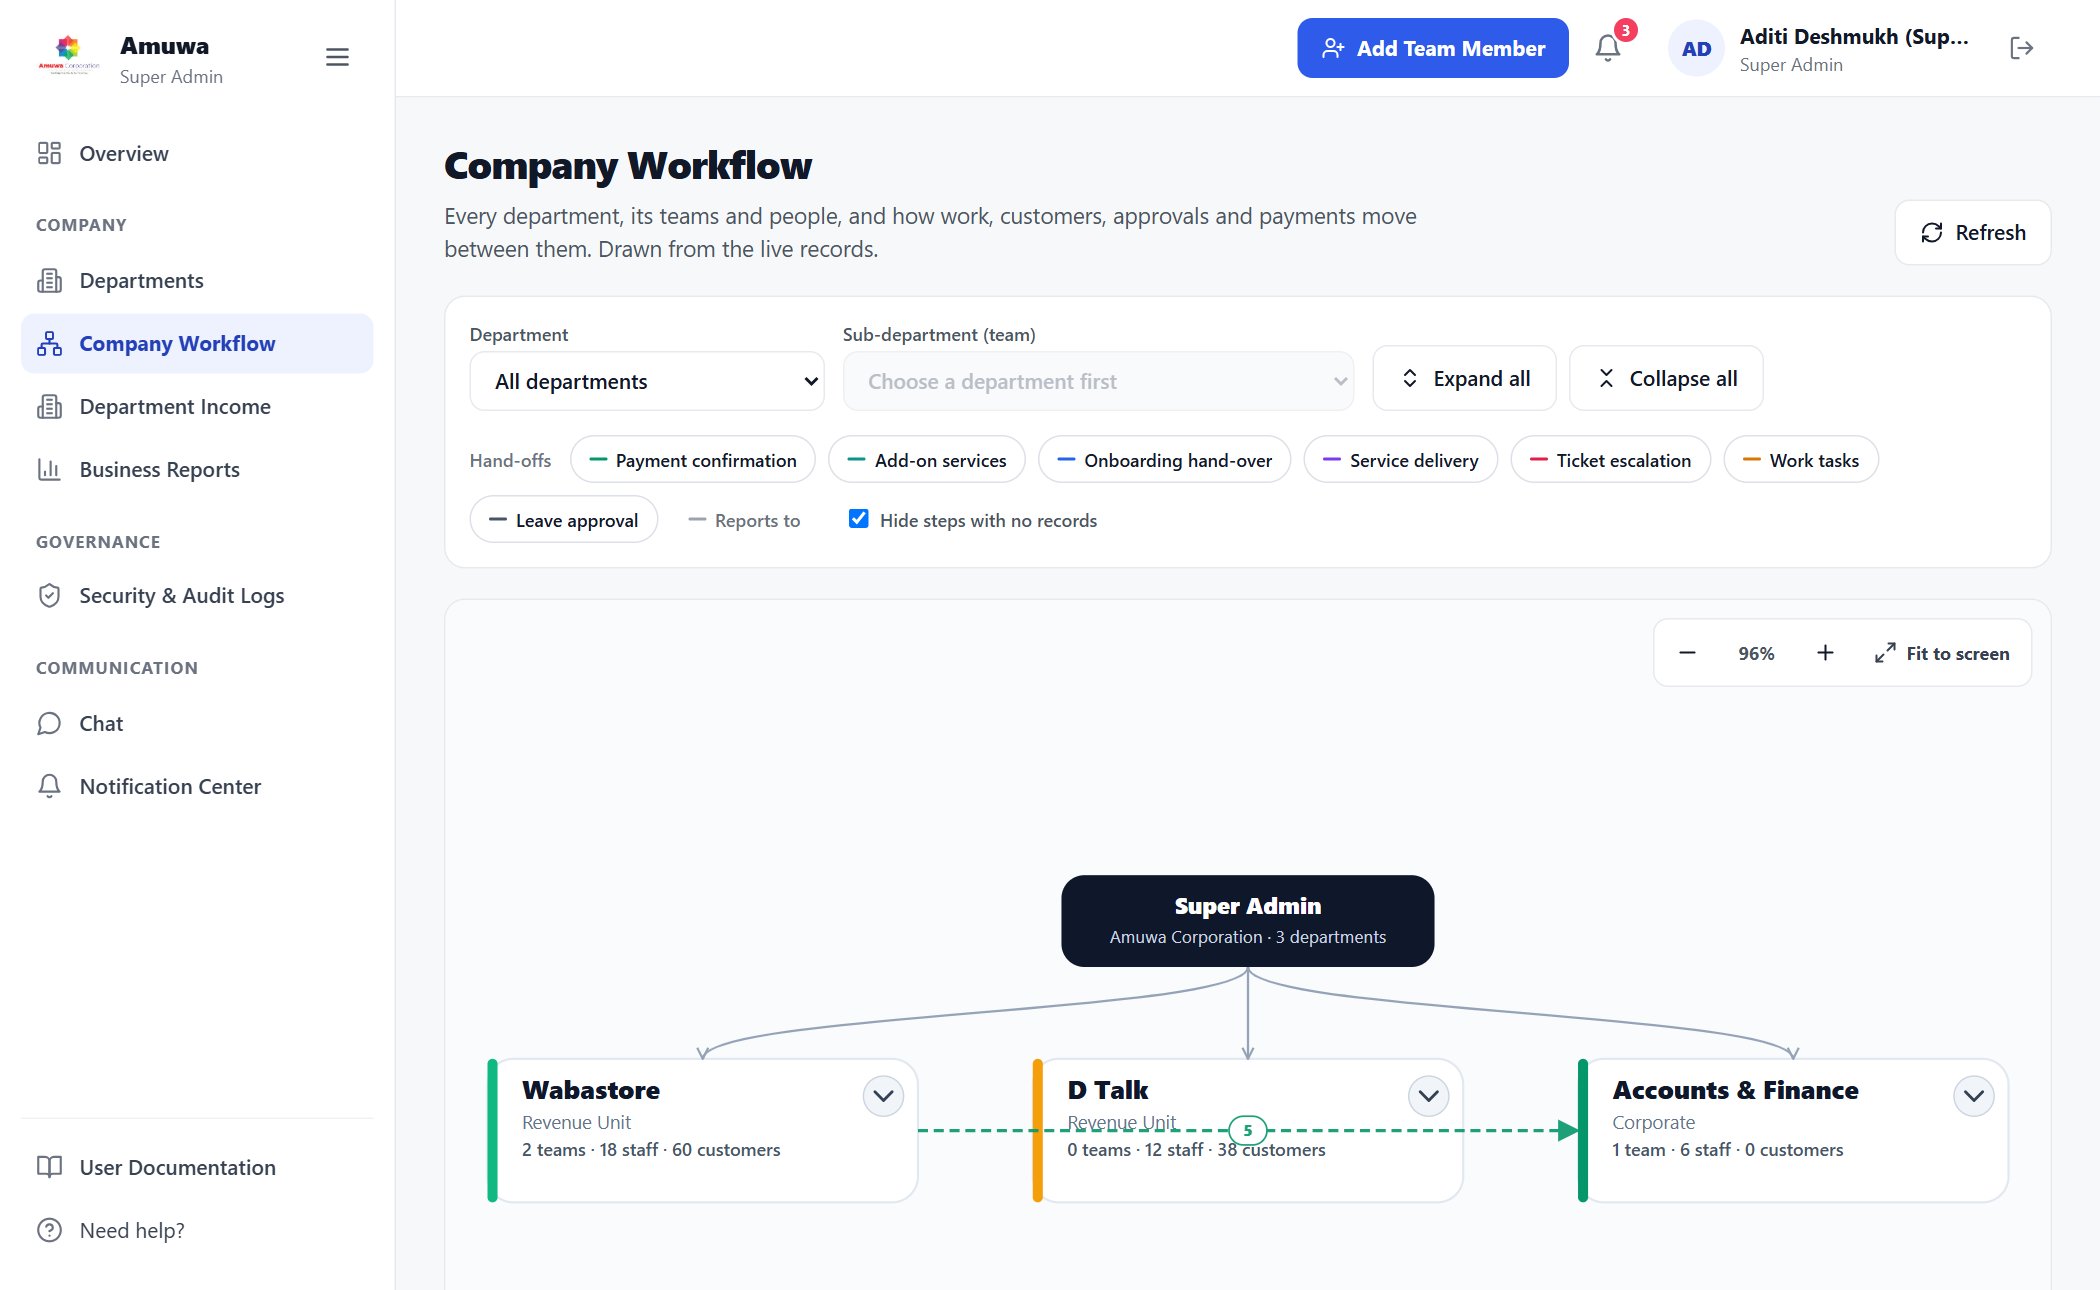 Amuwa
Super Admin
Amuwa Corporation
Overview
COMPANY
Departments
Company Workflow
Department Income
Business Reports
GOVERNANCE
Security & Audit Logs
COMMUNICATION
Chat
Notification Center
User Documentation
Need help?
Add Team Member
3
AD
Aditi Deshmukh (Sup...
Super Admin
Company Workflow
Every department, its teams and people, and how work, customers, approvals and payments move
between them. Drawn from the live records.
Refresh
Department
All departments
Sub-department (team)
Choose a department first
Expand all
Collapse all
Hand-offs
Payment confirmation
Add-on services
Onboarding hand-over
Service delivery
Ticket escalation
Work tasks
Leave approval
Reports to
Hide steps with no records
96%
Fit to screen
Super Admin
Amuwa Corporation · 3 departments
Wabastore
Revenue Unit
2 teams · 18 staff · 60 customers
D Talk
Revenue Unit
5
0 teams · 12 staff · 38 customers
Accounts & Finance
Corporate
1 team · 6 staff · 0 customers